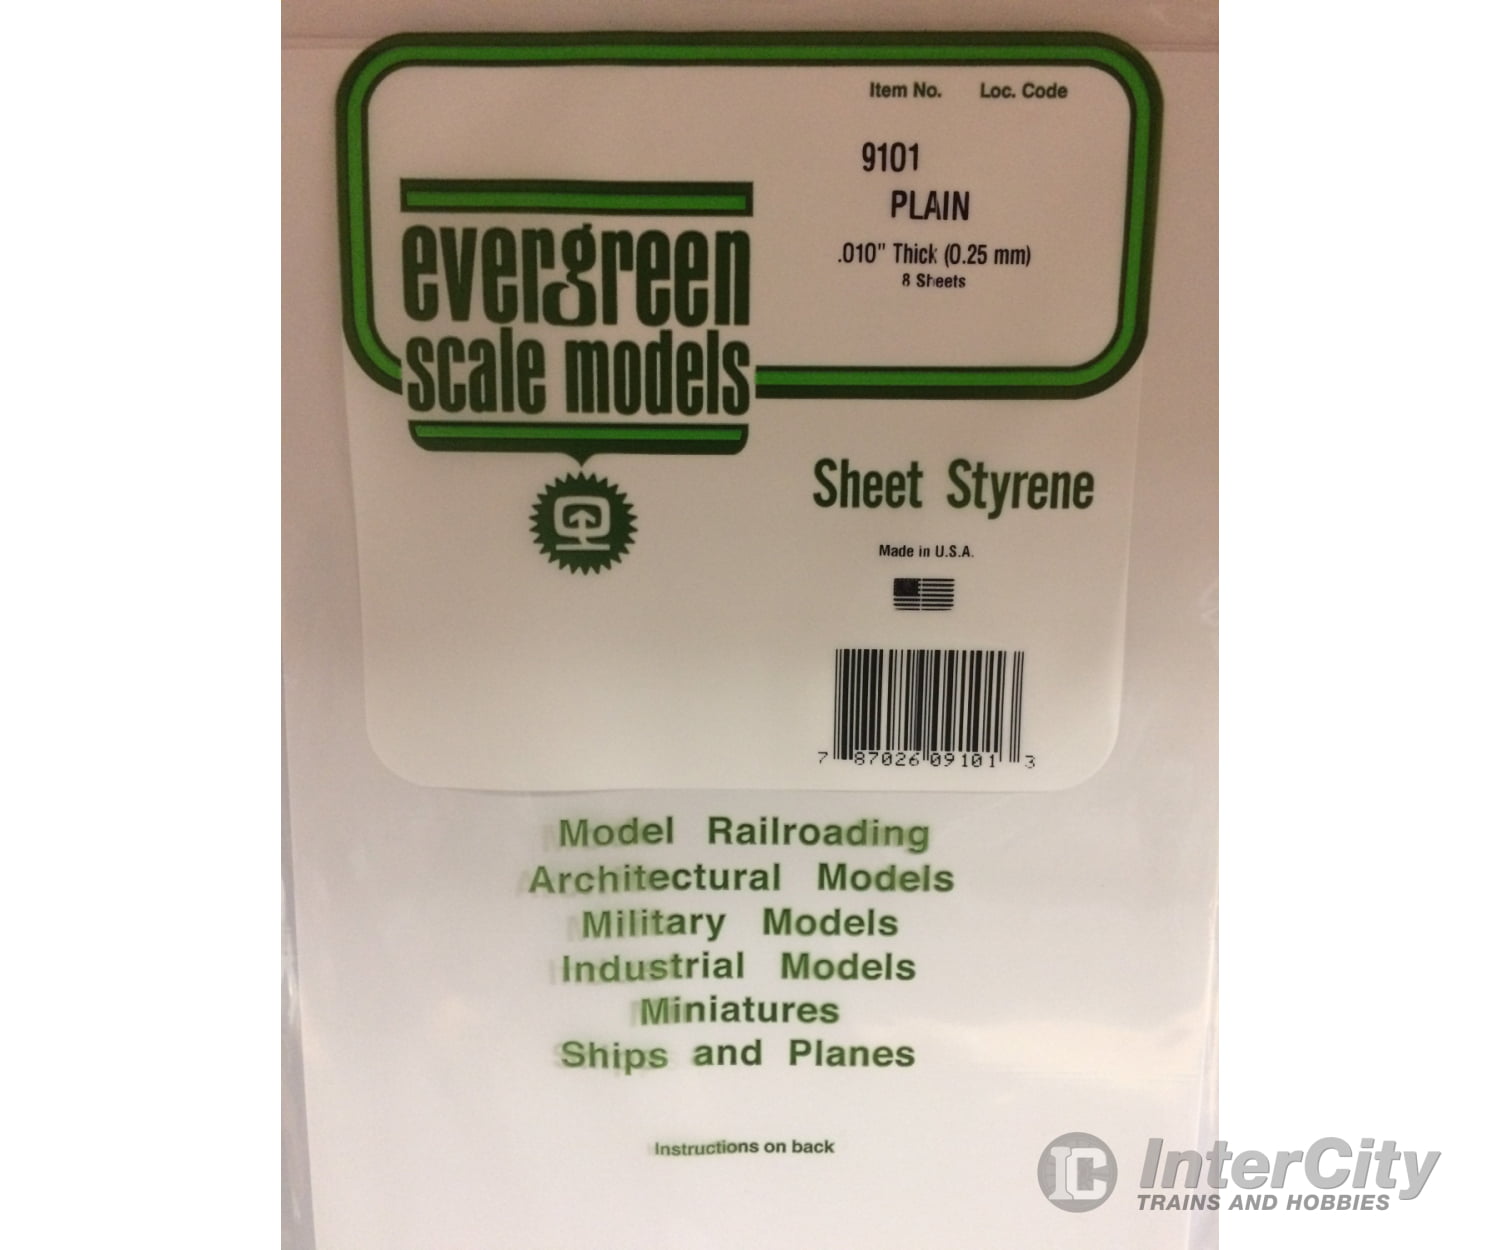 Item No. Loc. Code
9101
PLAIN
.010" Thick (0.25 mm)
8 Sheets
evergreen
scale models
Sheet Styrene
Made in U.S.A.
7 87026 09101 3
Model Railroading
Architectural Models
Military Models
Industrial Models
Miniatures
Ships and Planes
Instructions on back
IC InterCity
TRAINS AND HOBBIES